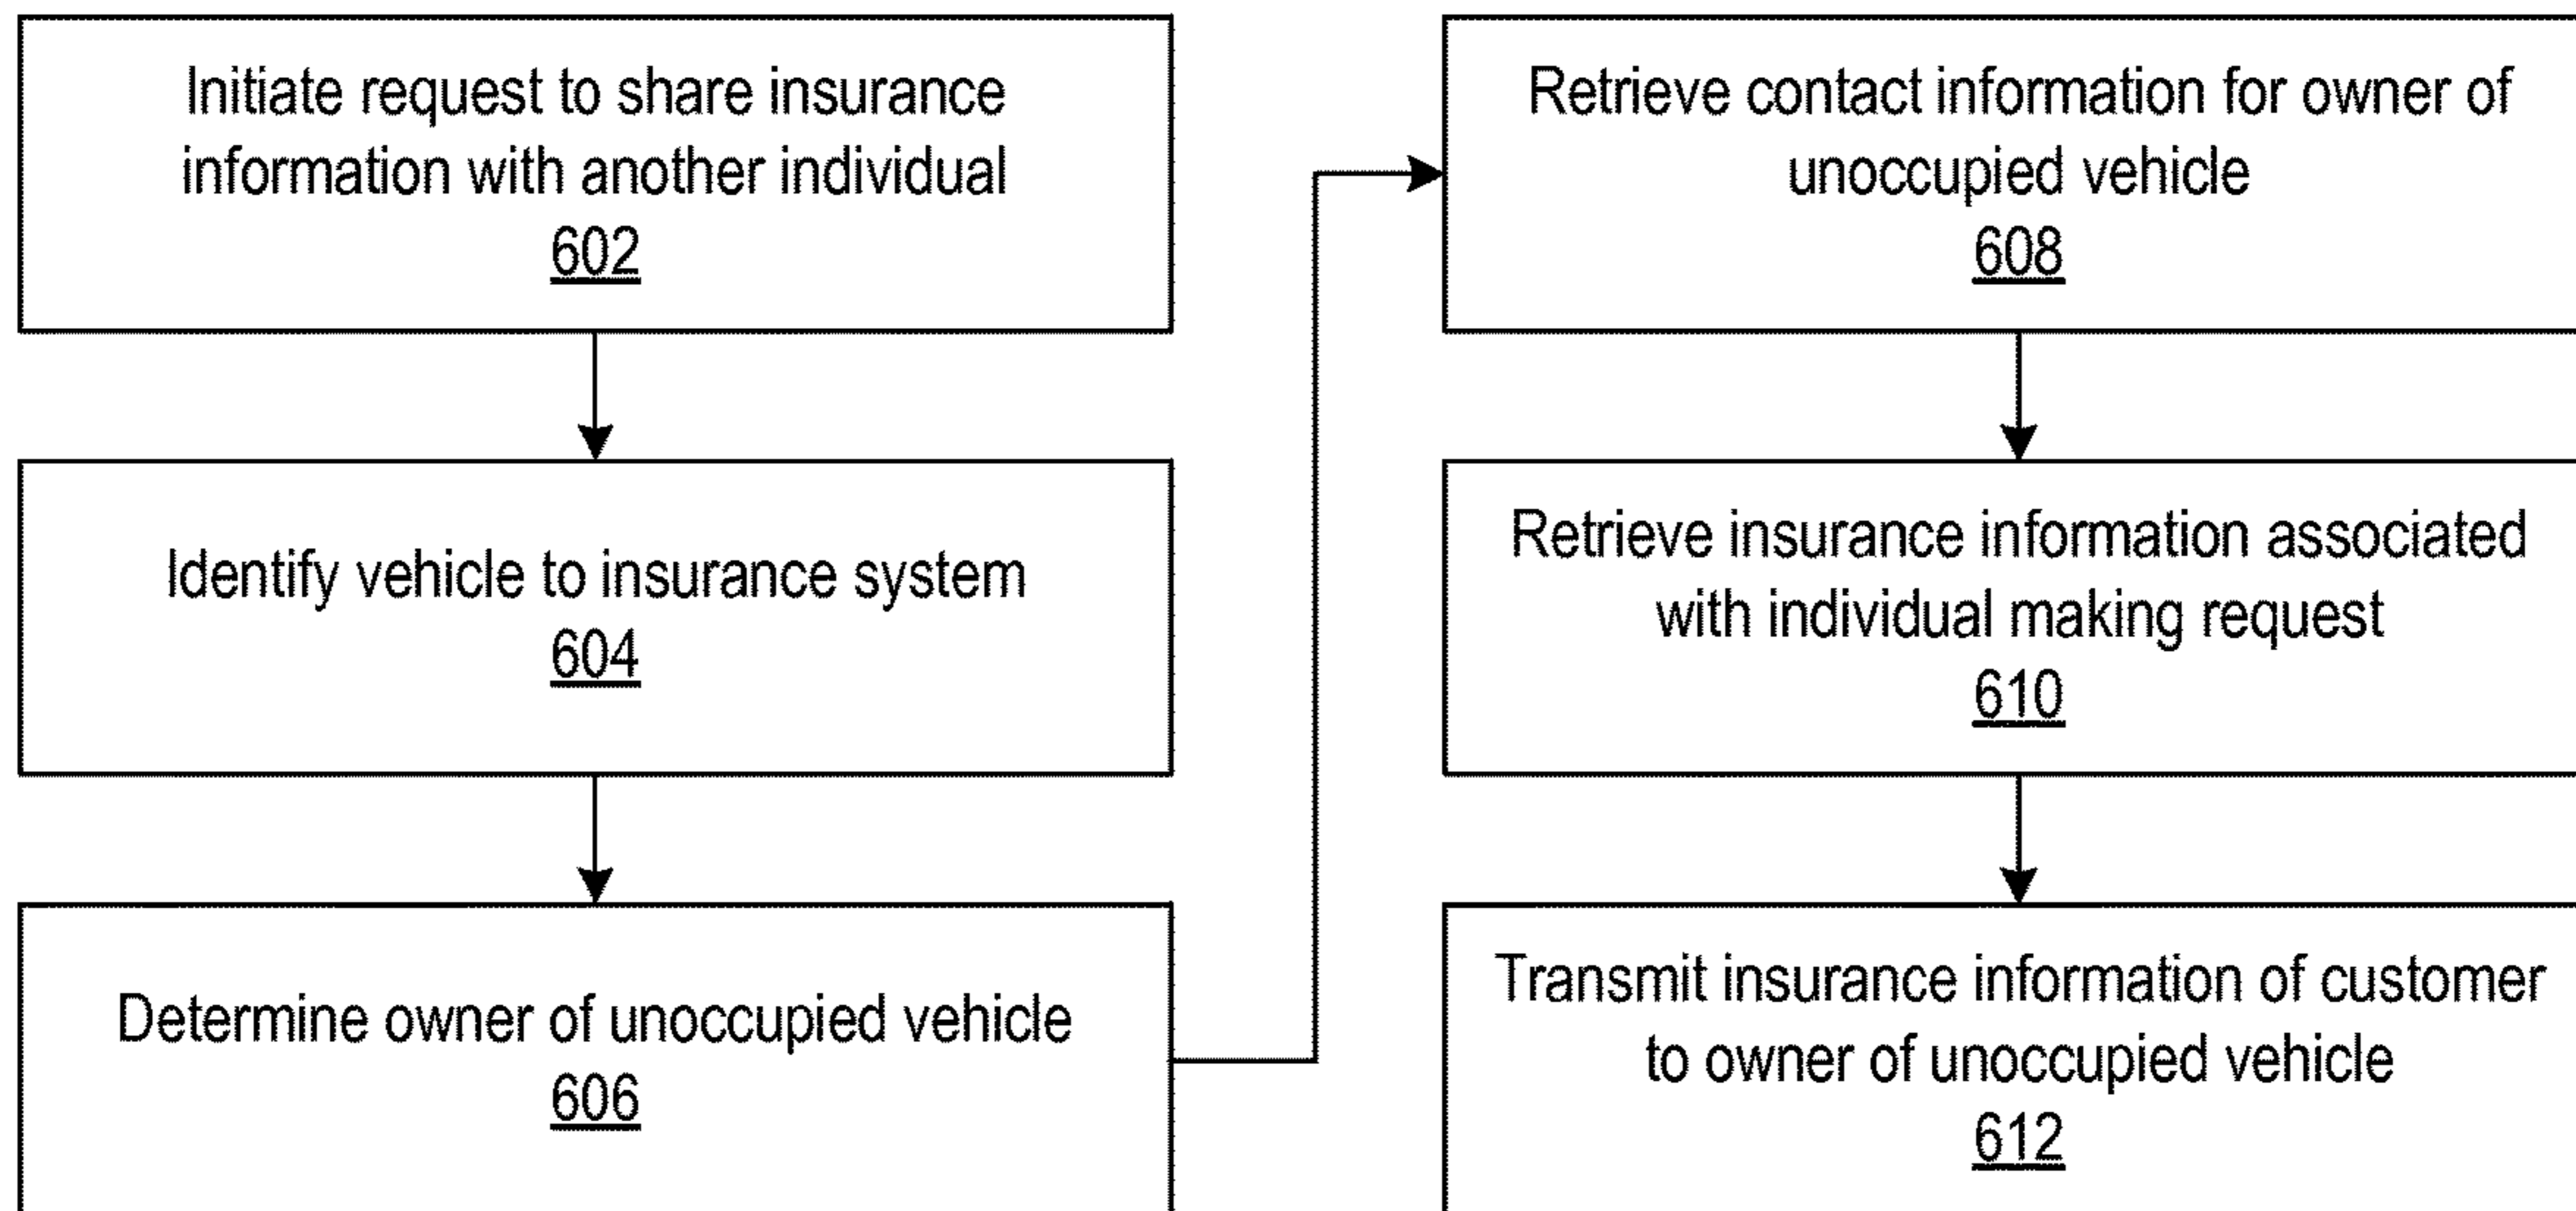 Initiate request to share insurance
information with another individual
602
Identify vehicle to insurance system
604
Determine owner of unoccupied vehicle
606
Retrieve contact information for owner of
unoccupied vehicle
608
Retrieve insurance information associated
with individual making request
610
Transmit insurance information of customer
to owner of unoccupied vehicle
612